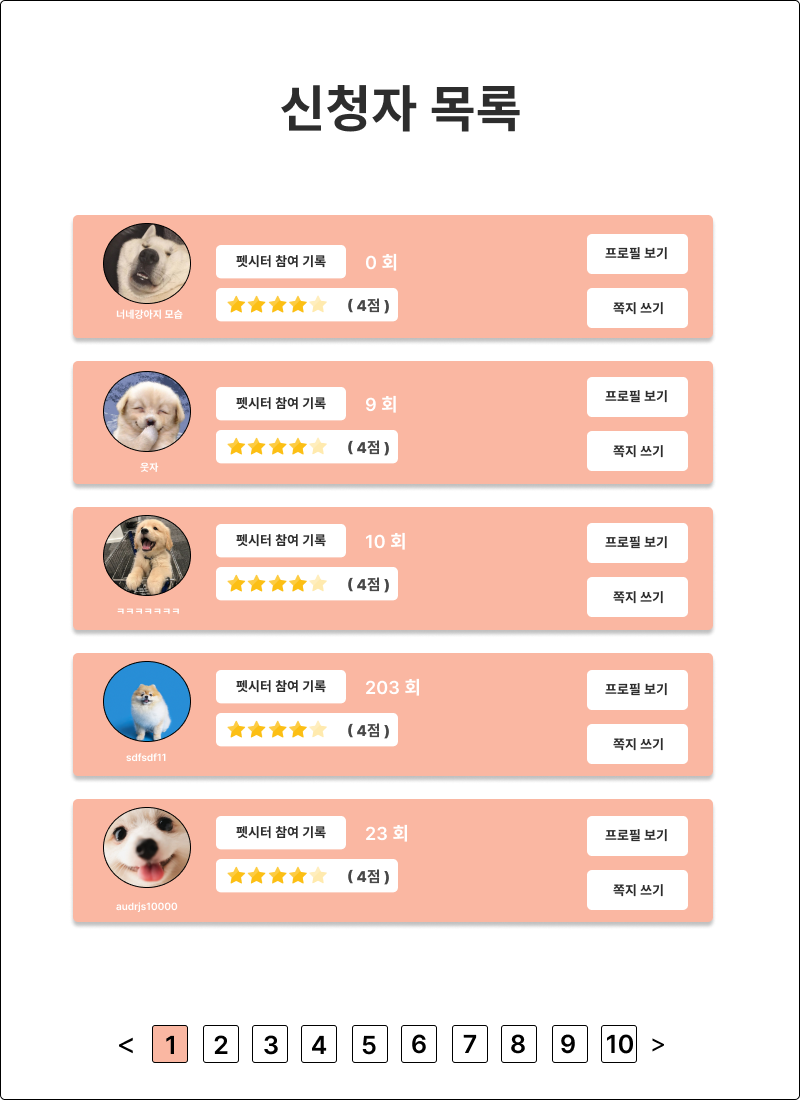 신청자 목록
펫시터 참여 기록 0 회 프로필 보기
( 4점 )
너네강아지 모습 쪽지 쓰기
펫시터 참여 기록 9 회 프로필 보기
( 4점 ) 쪽지 쓰기
웃자
펫시터 참여 기록 10 회 프로필 보기
( 4점 ) 쪽지 쓰기
ㅋㅋㅋㅋㅋㅋㅋ
펫시터 참여 기록 203 회 프로필 보기
( 4점 ) 쪽지 쓰기
sdfsdf11
펫시터 참여 기록 23 회 프로필 보기
( 4점 ) 쪽지 쓰기
audrjs10000
< 1 2 3 4 5 6 7 8 9 10 >